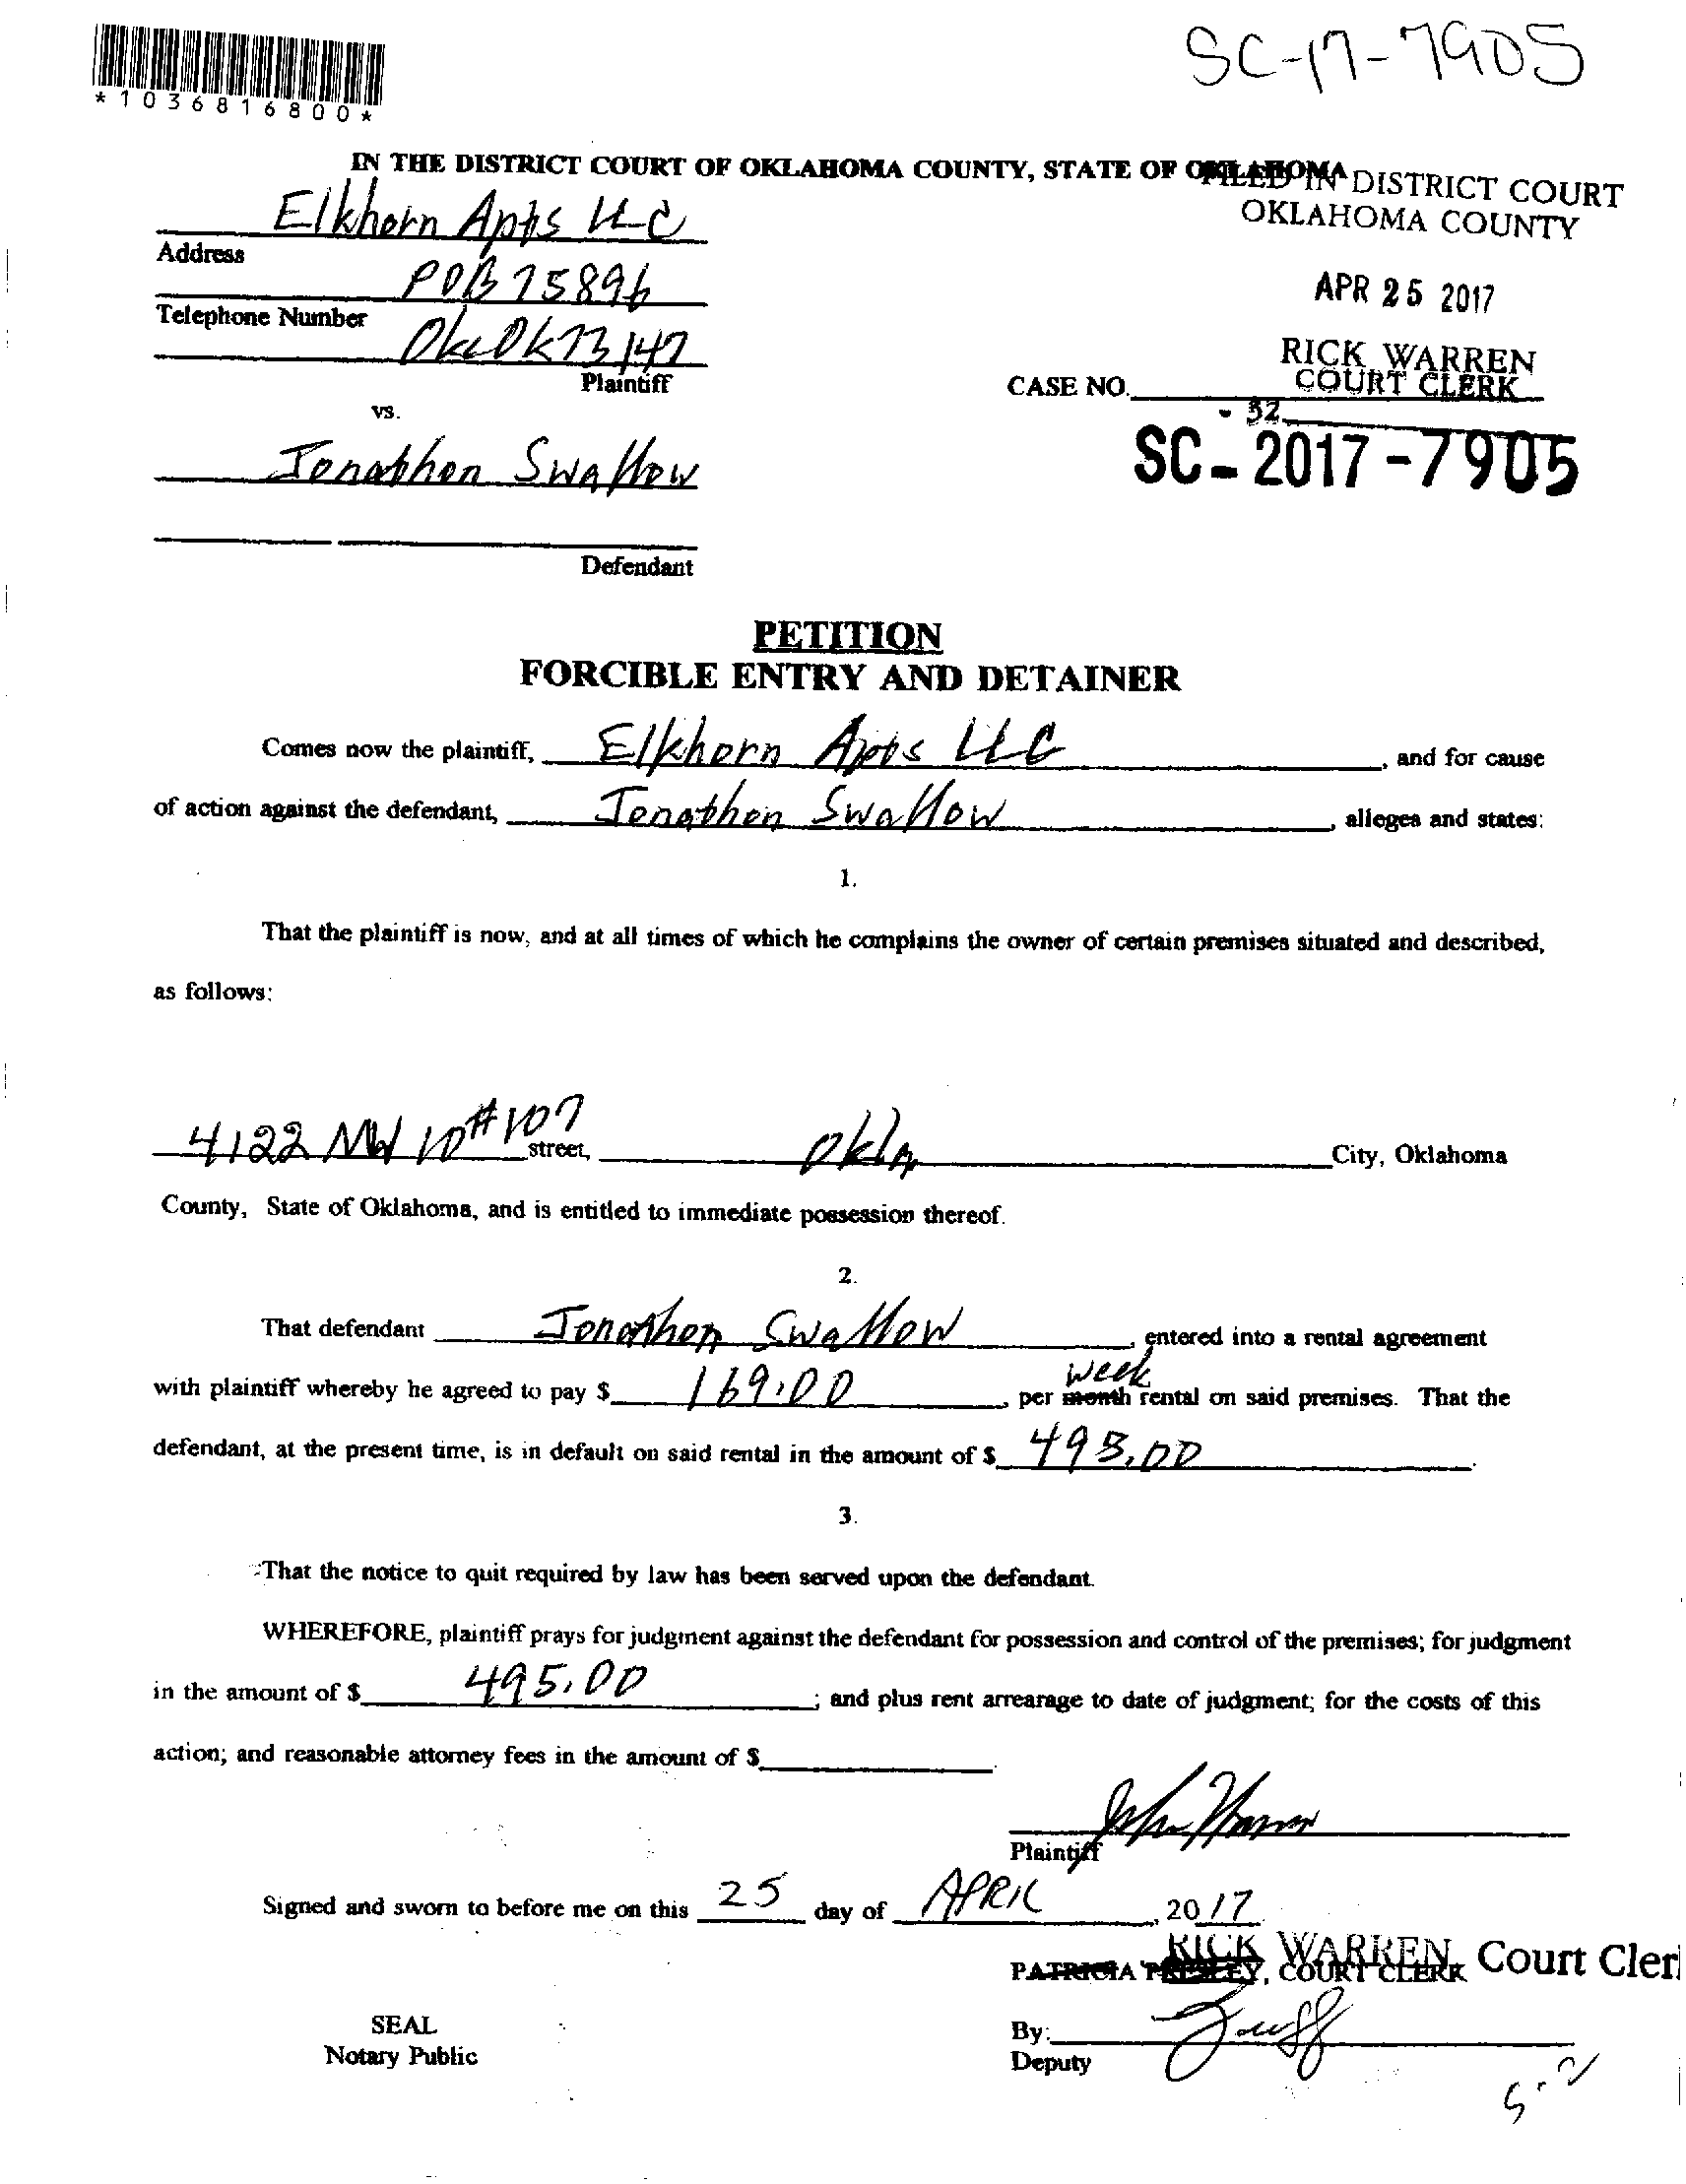 SC-17-7905
*1036816800*
IN THE DISTRICT COURT OF OKLAHOMA COUNTY, STATE OF OKLAHOMA
FILED IN DISTRICT COURT
OKLAHOMA COUNTY
Elkhorn Apts LLC
Address
POB 75896
APR 25 2017
Telephone Number
Okc Ok 73147
RICK WARREN
COURT CLERK
Plaintiff
CASE NO.
vs.
- 32
Jonathon Swallow
SC-2017-7905
Defendant
PETITION
FORCIBLE ENTRY AND DETAINER
Comes now the plaintiff, Elkhorn Apts LLC, and for cause
of action against the defendant, Jonathon Swallow, alleges and states:
1.
That the plaintiff is now, and at all times of which he complains the owner of certain premises situated and described,
as follows:
4122 NW 10 #107 street, Okla City, Oklahoma
County, State of Oklahoma, and is entitled to immediate possession thereof.
2.
That defendant Jonathon Swallow, entered into a rental agreement
week
with plaintiff whereby he agreed to pay $ 169.00, per month rental on said premises. That the
defendant, at the present time, is in default on said rental in the amount of $ 495.00.
3.
That the notice to quit required by law has been served upon the defendant.
WHEREFORE, plaintiff prays for judgment against the defendant for possession and control of the premises; for judgment
in the amount of $ 495.00; and plus rent arrearage to date of judgment; for the costs of this
action; and reasonable attorney fees in the amount of $
Plaintiff
Signed and sworn to before me on this 25 day of APRIL, 2017
RICK WARREN, Court Cler
PATRICIA PRESLEY, COURT CLERK
SEAL
Notary Public
By:
Deputy
5-2